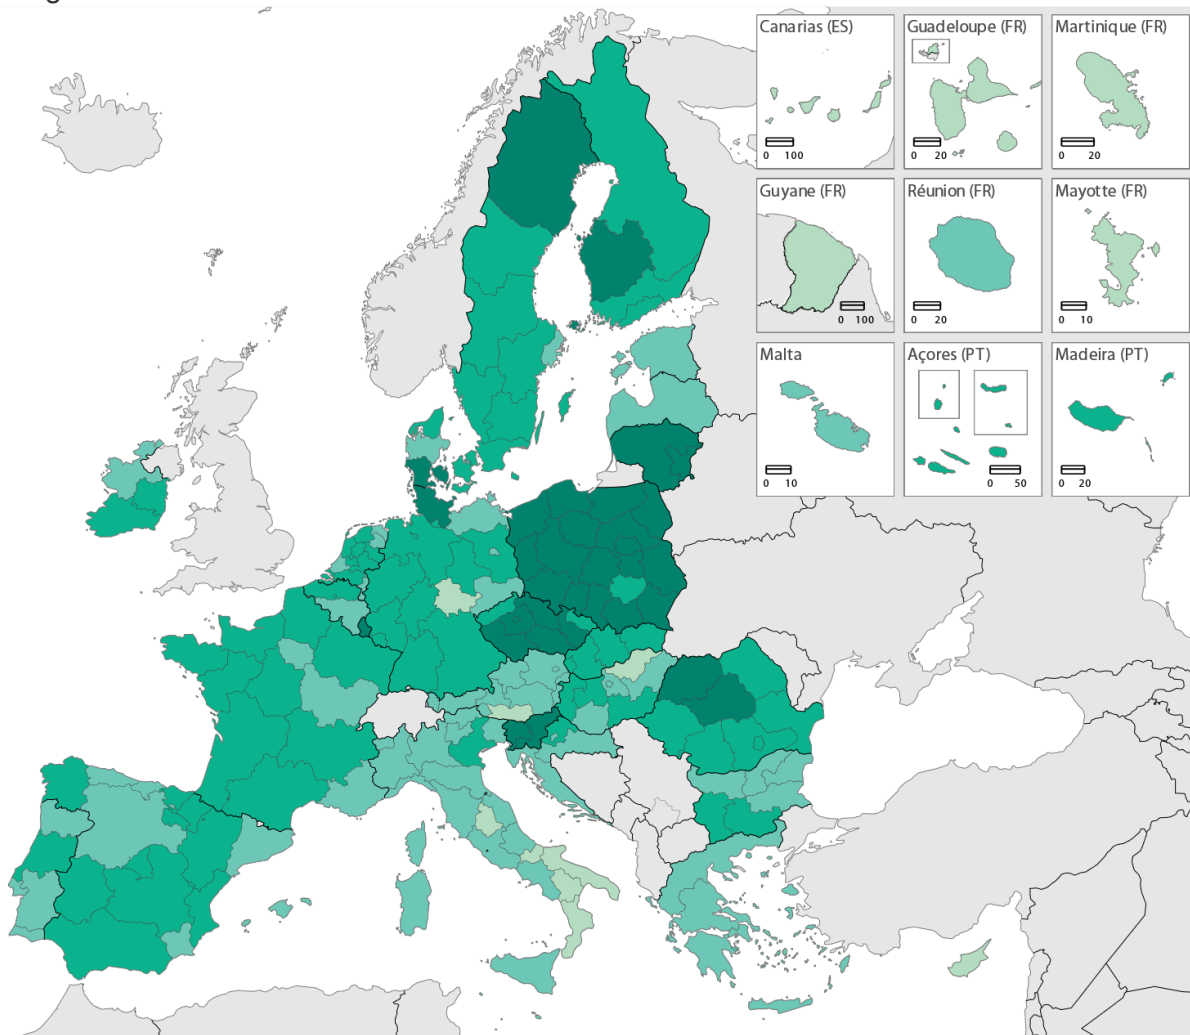 Canarias (ES)
0 100
Guadeloupe (FR)
0 20
Martinique (FR)
0 20
Guyane (FR)
0 100
Réunion (FR)
0 20
Mayotte (FR)
0 10
Malta
0 10
Açores (PT)
0 50
Madeira (PT)
0 20